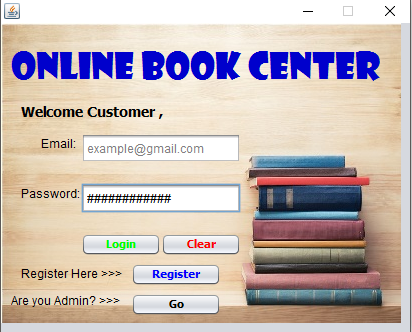 ONLINE BOOK CENTER
Welcome Customer ,
Email: example@gmail.com
Password: ############
Login Clear
Register Here >>> Register
Are you Admin? >>> Go